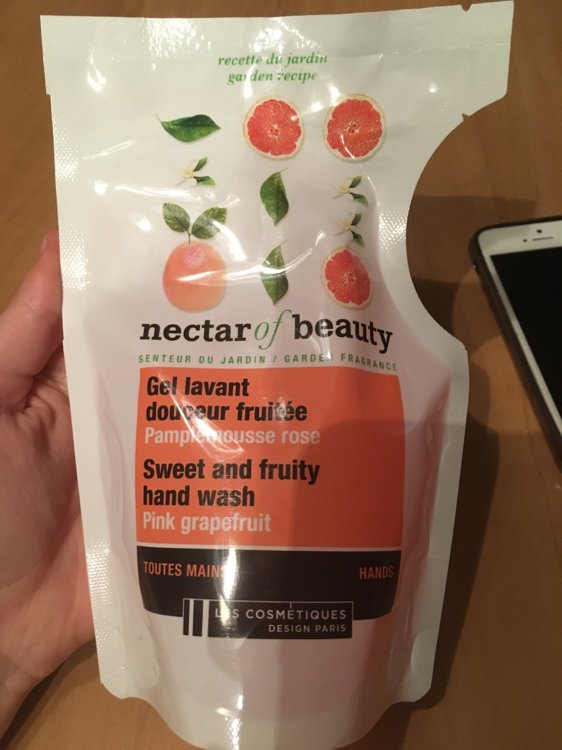 recette du jardin
garden recipe
nectar of beauty
SENTEUR DU JARDIN / GARDEN FRAGRANCE
Gel lavant
douceur fruitée
Pamplemousse rose
Sweet and fruity
hand wash
Pink grapefruit
TOUTES MAINS HANDS
LES COSMÉTIQUES
DESIGN PARIS